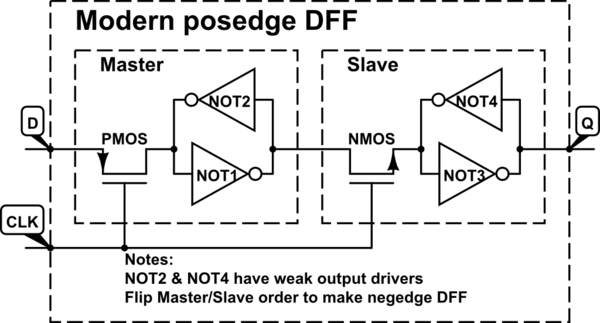 Modern posedge DFF
Master
Slave
D
PMOS
NOT2
NOT1
NMOS
NOT4
NOT3
Q
CLK
Notes:
NOT2 & NOT4 have weak output drivers
Flip Master/Slave order to make negedge DFF